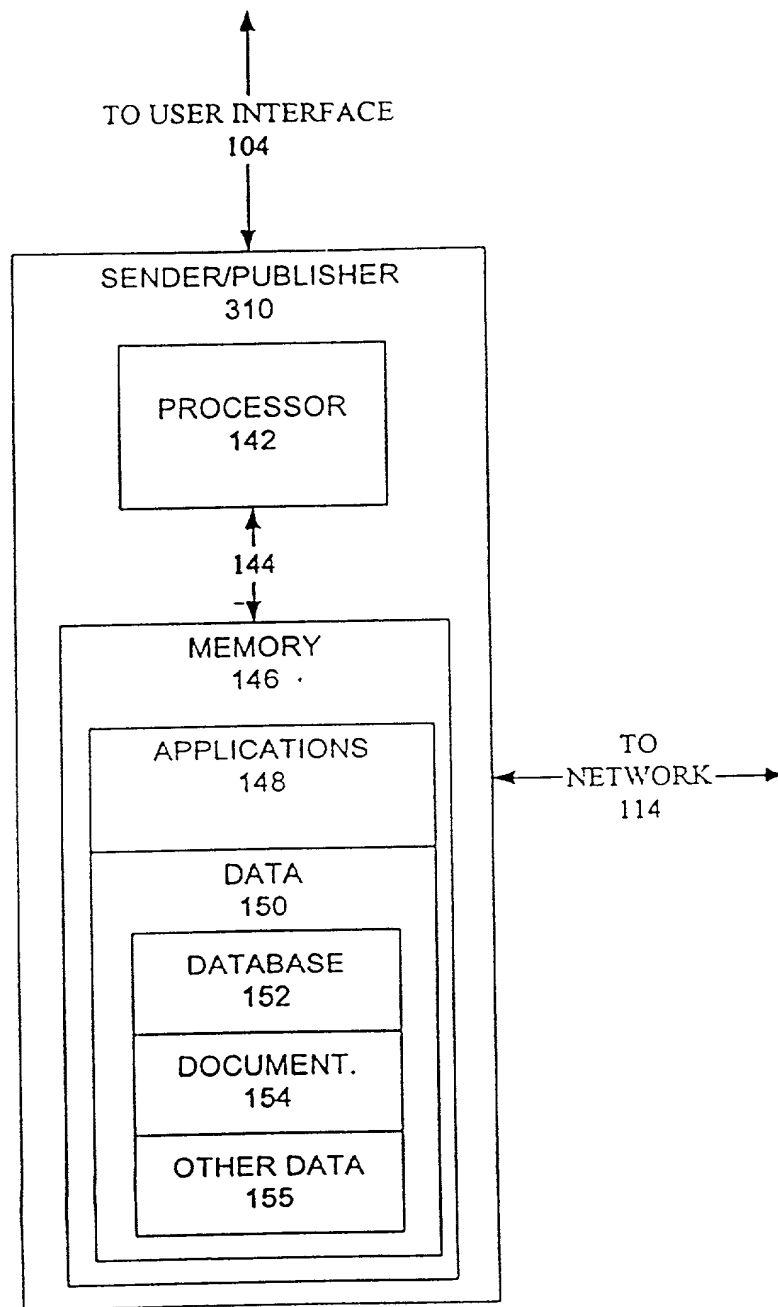 TO USER INTERFACE
104
SENDER/PUBLISHER
310
PROCESSOR
142
144
MEMORY
146
APPLICATIONS
148
TO
NETWORK
114
DATA
150
DATABASE
152
DOCUMENT.
154
OTHER DATA
155